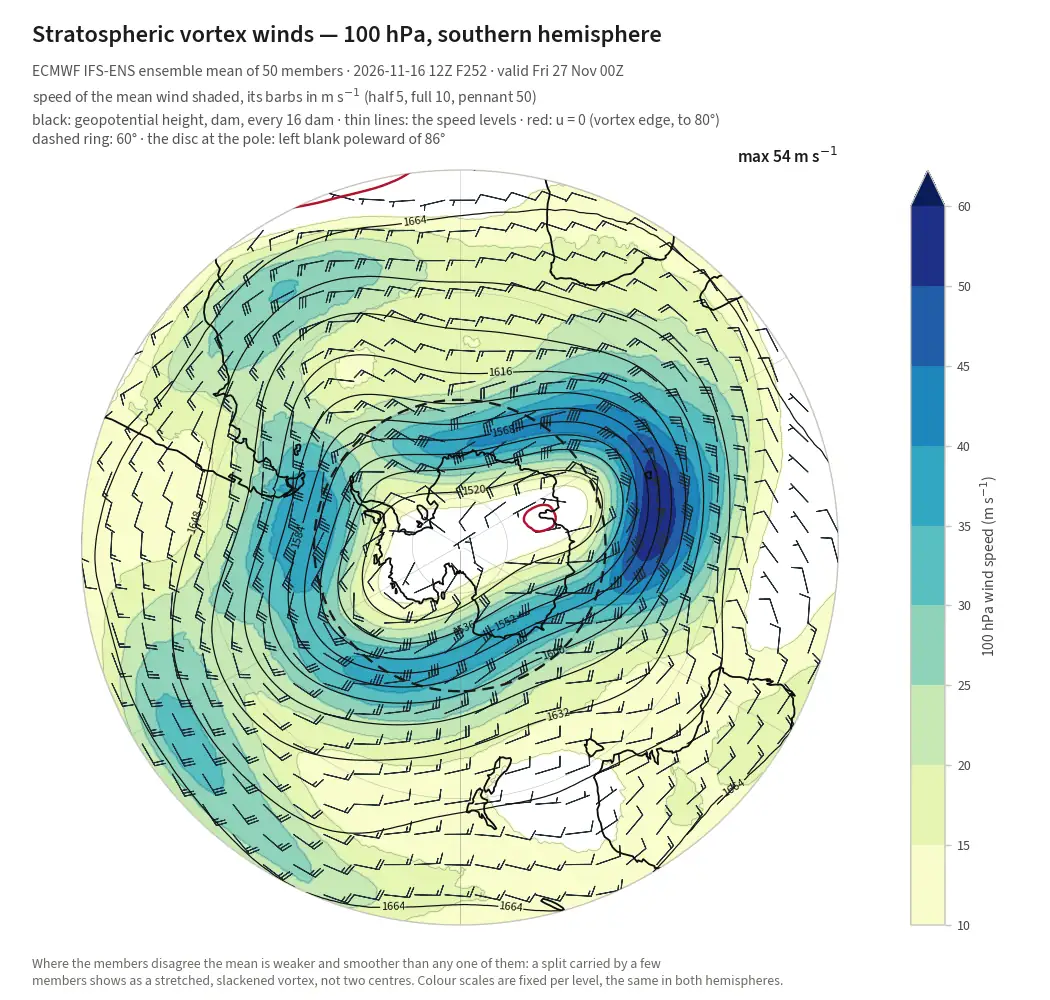 Stratospheric vortex winds — 100 hPa, southern hemisphere
ECMWF IFS-ENS ensemble mean of 50 members · 2026-11-16 12Z F252 · valid Fri 27 Nov 00Z
speed of the mean wind shaded, its barbs in m s⁻¹ (half 5, full 10, pennant 50)
black: geopotential height, dam, every 16 dam · thin lines: the speed levels · red: u = 0 (vortex edge, to 80°)
dashed ring: 60° · the disc at the pole: left blank poleward of 86°
max 54 m s⁻¹
1664
1616
1568
1520
1648
1584
1536
1552
1600
1632
1664
1664
1664
60
50
45
40
35
30
25
20
15
10
100 hPa wind speed (m s⁻¹)
Where the members disagree the mean is weaker and smoother than any one of them: a split carried by a few
members shows as a stretched, slackened vortex, not two centres. Colour scales are fixed per level, the same in both hemispheres.